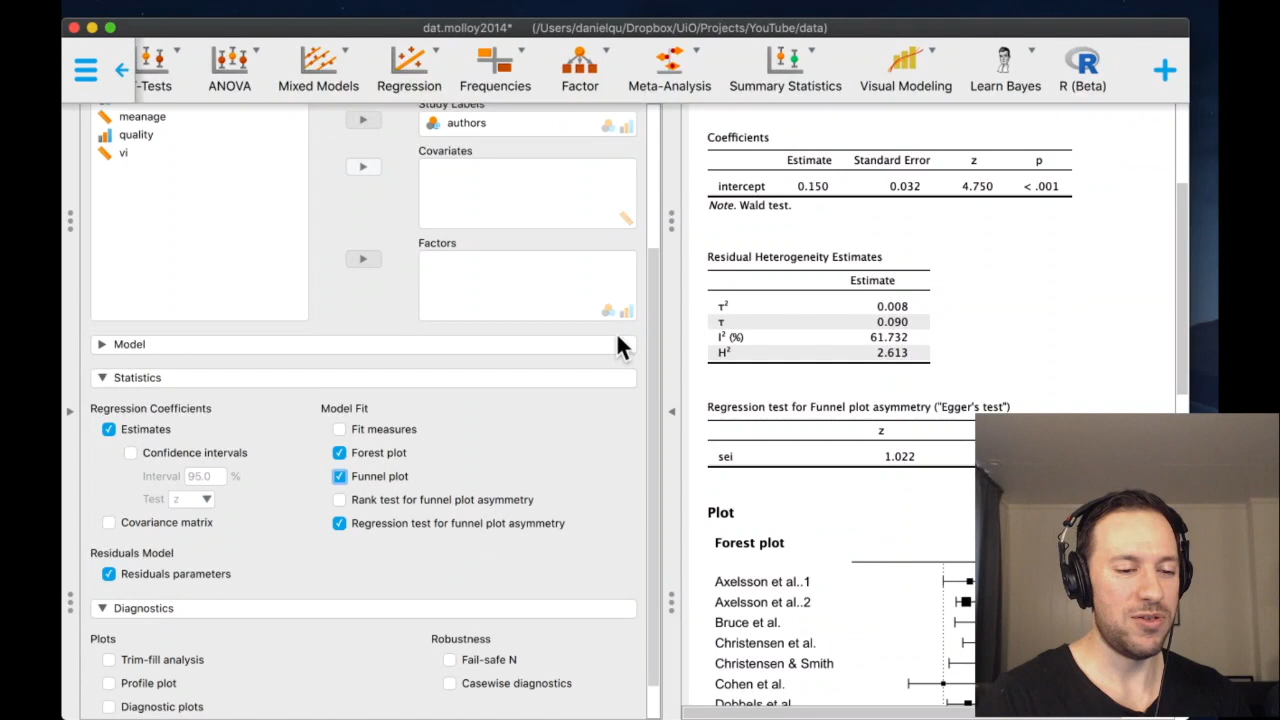 dat.molloy2014* (/Users/danielqu/Dropbox/UiO/Projects/YouTube/data)
-Tests
ANOVA
Mixed Models
Regression
Frequencies
Factor
Meta-Analysis
Summary Statistics
Visual Modeling
Learn Bayes
R (Beta)
meanage
quality
vi
Study Labels
authors
Covariates
Factors
Model
Statistics
Regression Coefficients
Estimates
Confidence intervals
Interval 95.0 %
Test z
Covariance matrix
Residuals Model
Residuals parameters
Model Fit
Fit measures
Forest plot
Funnel plot
Rank test for funnel plot asymmetry
Regression test for funnel plot asymmetry
Diagnostics
Plots
Trim-fill analysis
Profile plot
Diagnostic plots
Robustness
Fail-safe N
Casewise diagnostics
Coefficients
Estimate Standard Error z p
intercept 0.150 0.032 4.750 < .001
Note. Wald test.
Residual Heterogeneity Estimates
Estimate
τ² 0.008
τ 0.090
I² (%) 61.732
H² 2.613
Regression test for Funnel plot asymmetry ("Egger's test")
z
sei 1.022
Plot
Forest plot
Axelsson et al..1
Axelsson et al..2
Bruce et al.
Christensen et al.
Christensen & Smith
Cohen et al.
Dobbels et al.